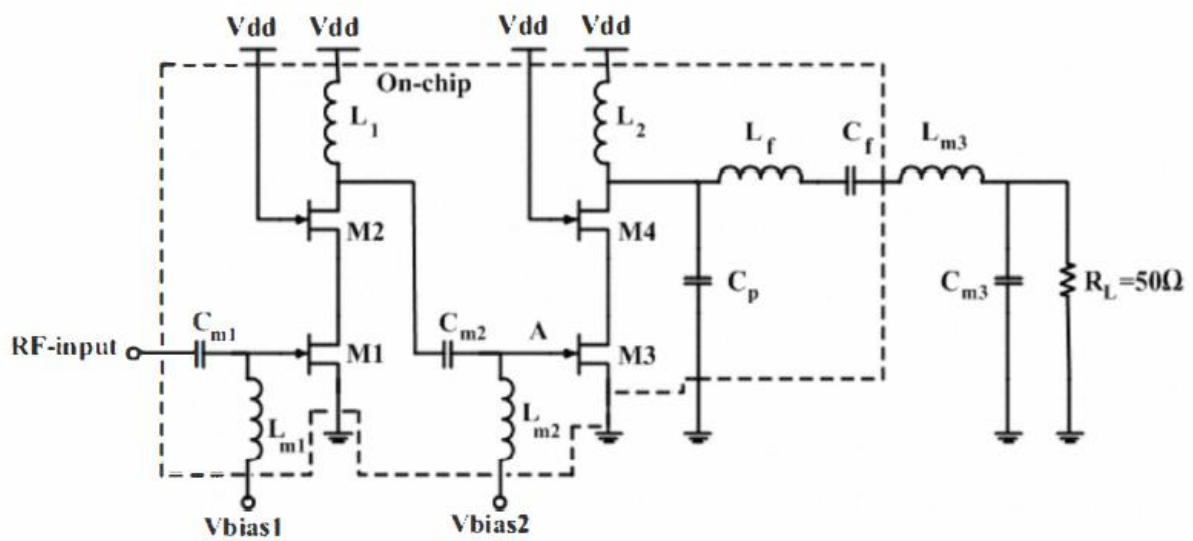 Vdd Vdd Vdd Vdd
On-chip
L1 L2 Lf Cf Lm3
M2 M4
Cp Cm3 RL=50Ω
Cm1 Cm2 A
RF-input M1 M3
Lm1 Lm2
Vbias1 Vbias2